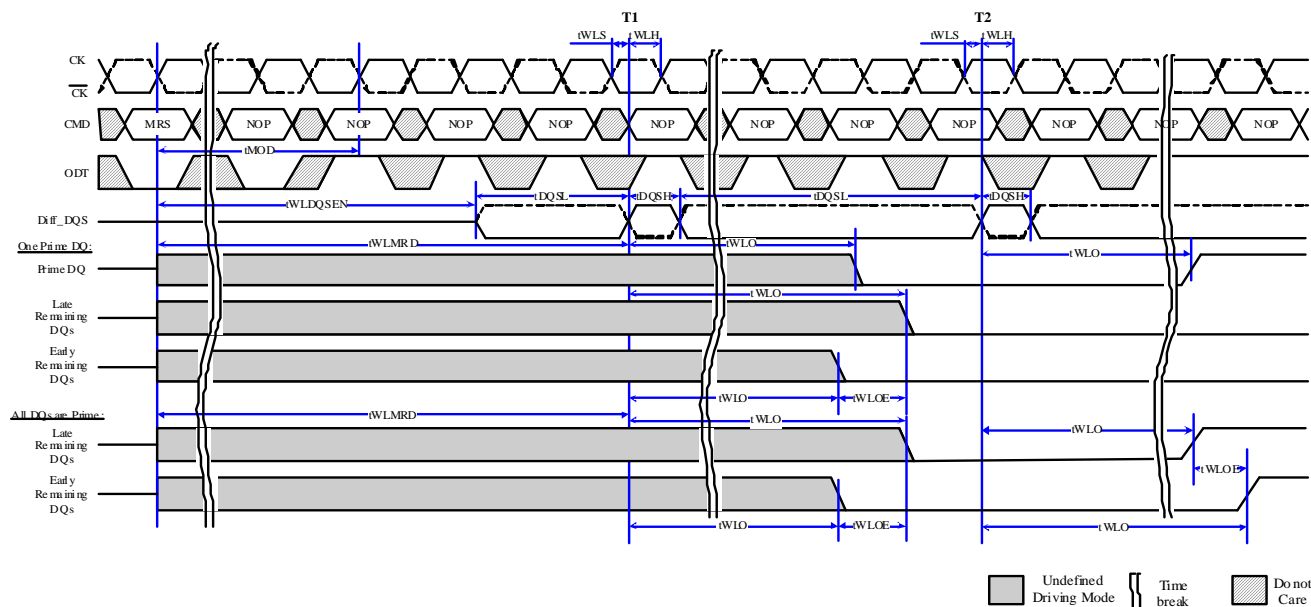 T1 T2
tWLS tWLH tWLS tWLH
CK
CK
CMD MRS NOP NOP NOP NOP NOP NOP NOP NOP NOP NOP NOP
tMOD
ODT
tDQSL tDQSH tDQSL tDQSH
tWLDQSEN
Diff_DQS
One Prime DQ: tWLMRD tWLO tWLO
Prime DQ
Late
Remaining
DQs
tWLO
Early
Remaining
DQs
tWLO tWLOE
All DQs are Prime: tWLMRD tWLO
Late
Remaining
DQs
tWLO
tWLOE
Early
Remaining
DQs
tWLO tWLOE tWLO
Undefined
Driving Mode
Time
break
Do not
Care